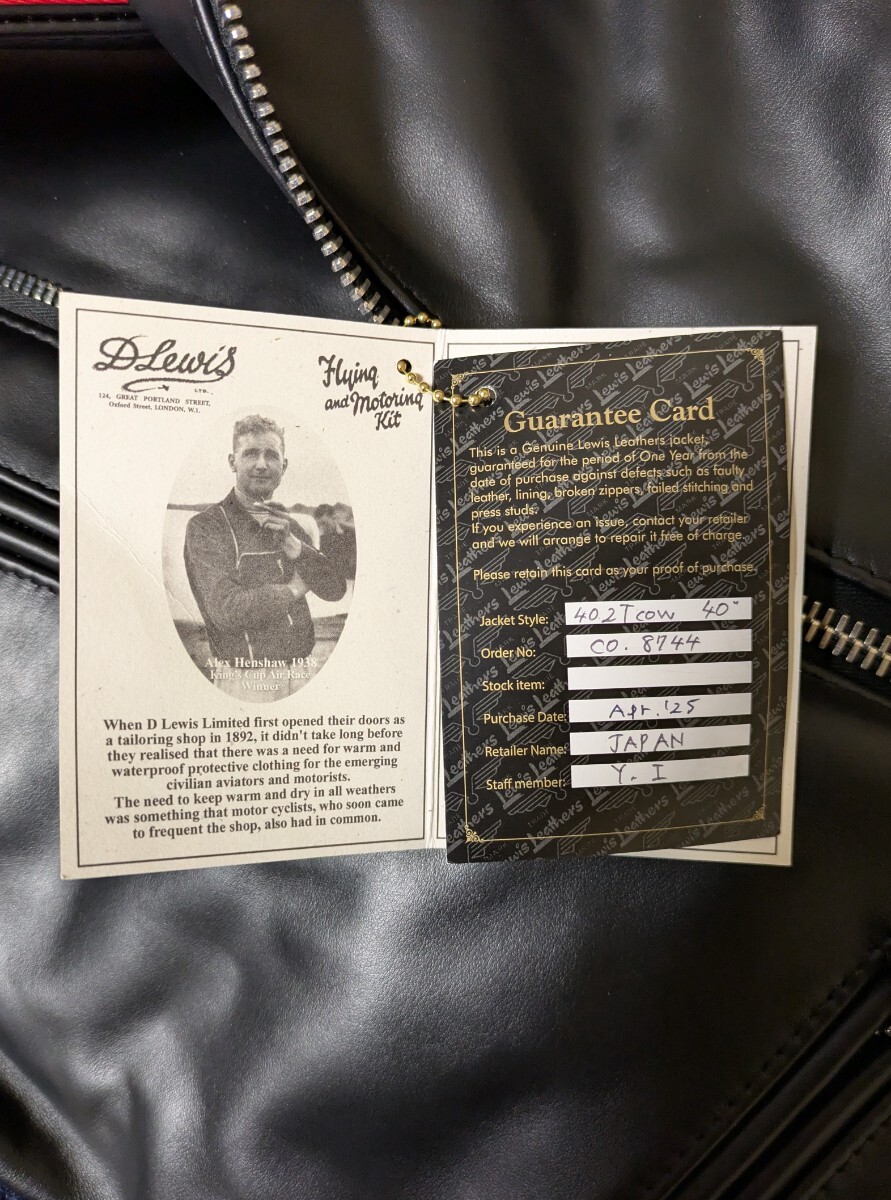 D Lewis
LTD.
124, GREAT PORTLAND STREET,
Oxford Street, LONDON, W.1.
Flying
and Motoring
Kit
Alex Henshaw 1938
King's Cup Air Race
Winner
When D Lewis Limited first opened their doors as
a tailoring shop in 1892, it didn't take long before
they realised that there was a need for warm and
waterproof protective clothing for the emerging
civilian aviators and motorists.
The need to keep warm and dry in all weathers
was something that motor cyclists, who soon came
to frequent the shop, also had in common.
Guarantee Card
This is a Genuine Lewis Leathers jacket,
guaranteed for the period of One Year from the
date of purchase against defects such as faulty
leather, lining, broken zippers, failed stitching and
press studs.
If you experience an issue, contact your retailer
and we will arrange to repair it free of charge.
Please retain this card as your proof of purchase.
Jacket Style: 402T cow 40"
Order No: CO. 8744
Stock item:
Purchase Date: Apr. '25
Retailer Name: JAPAN
Staff member: Y. I
Lewis Leathers
TRADE MARK